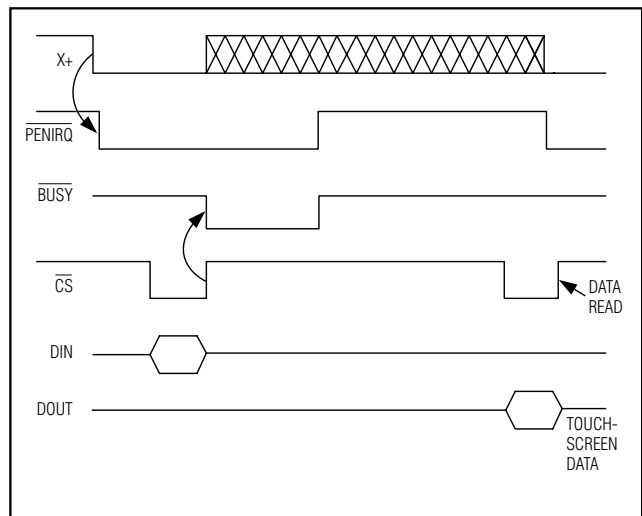 X+
PENIRQ
BUSY
CS
DATA
READ
DIN
DOUT
TOUCH-
SCREEN
DATA